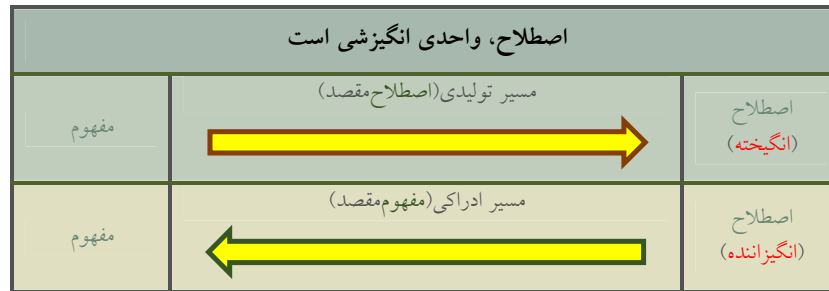 اصطلاح، واحدی انگیزشی است
اصطلاح
(انگیخته)
مسیر تولیدی(اصطلاح‌مقصد)
مفهوم
اصطلاح
(انگیزاننده)
مسیر ادراکی(مفهوم‌مقصد)
مفهوم